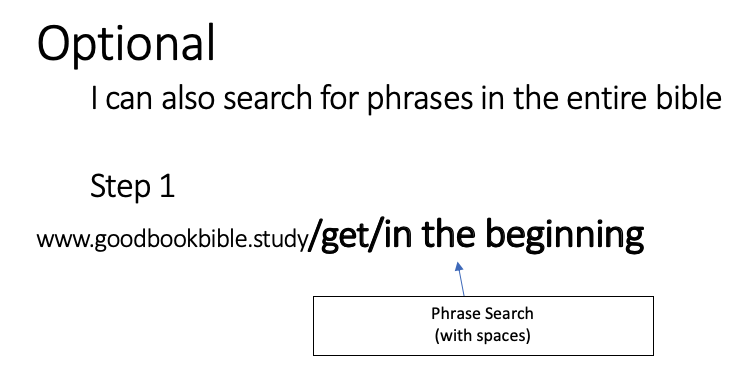 Optional
I can also search for phrases in the entire bible
Step 1
www.goodbookbible.study/get/in the beginning
Phrase Search
(with spaces)